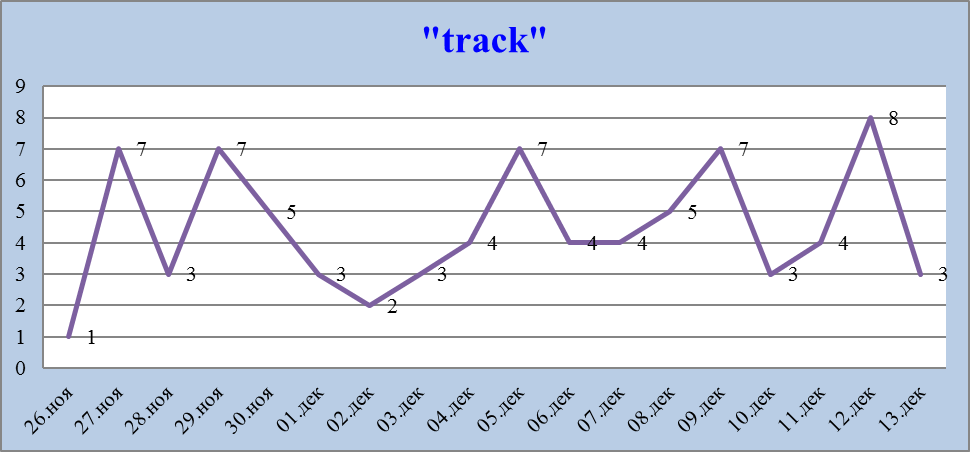 "track"
9
8
7
6
5
4
3
2
1
0
1
7
3
7
5
3
2
3
4
7
4
4
5
7
3
4
8
3
26.ноя
27.ноя
28.ноя
29.ноя
30.ноя
01.дек
02.дек
03.дек
04.дек
05.дек
06.дек
07.дек
08.дек
09.дек
10.дек
11.дек
12.дек
13.дек